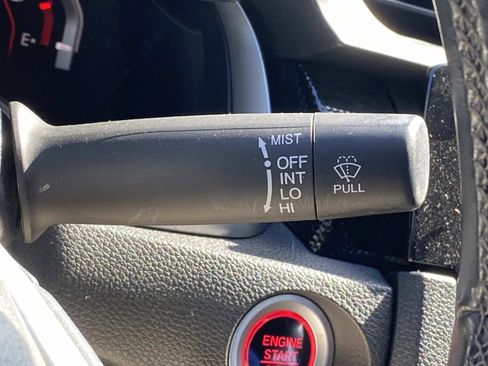 E
MIST
OFF
INT
LO
HI
PULL
ENGINE
START